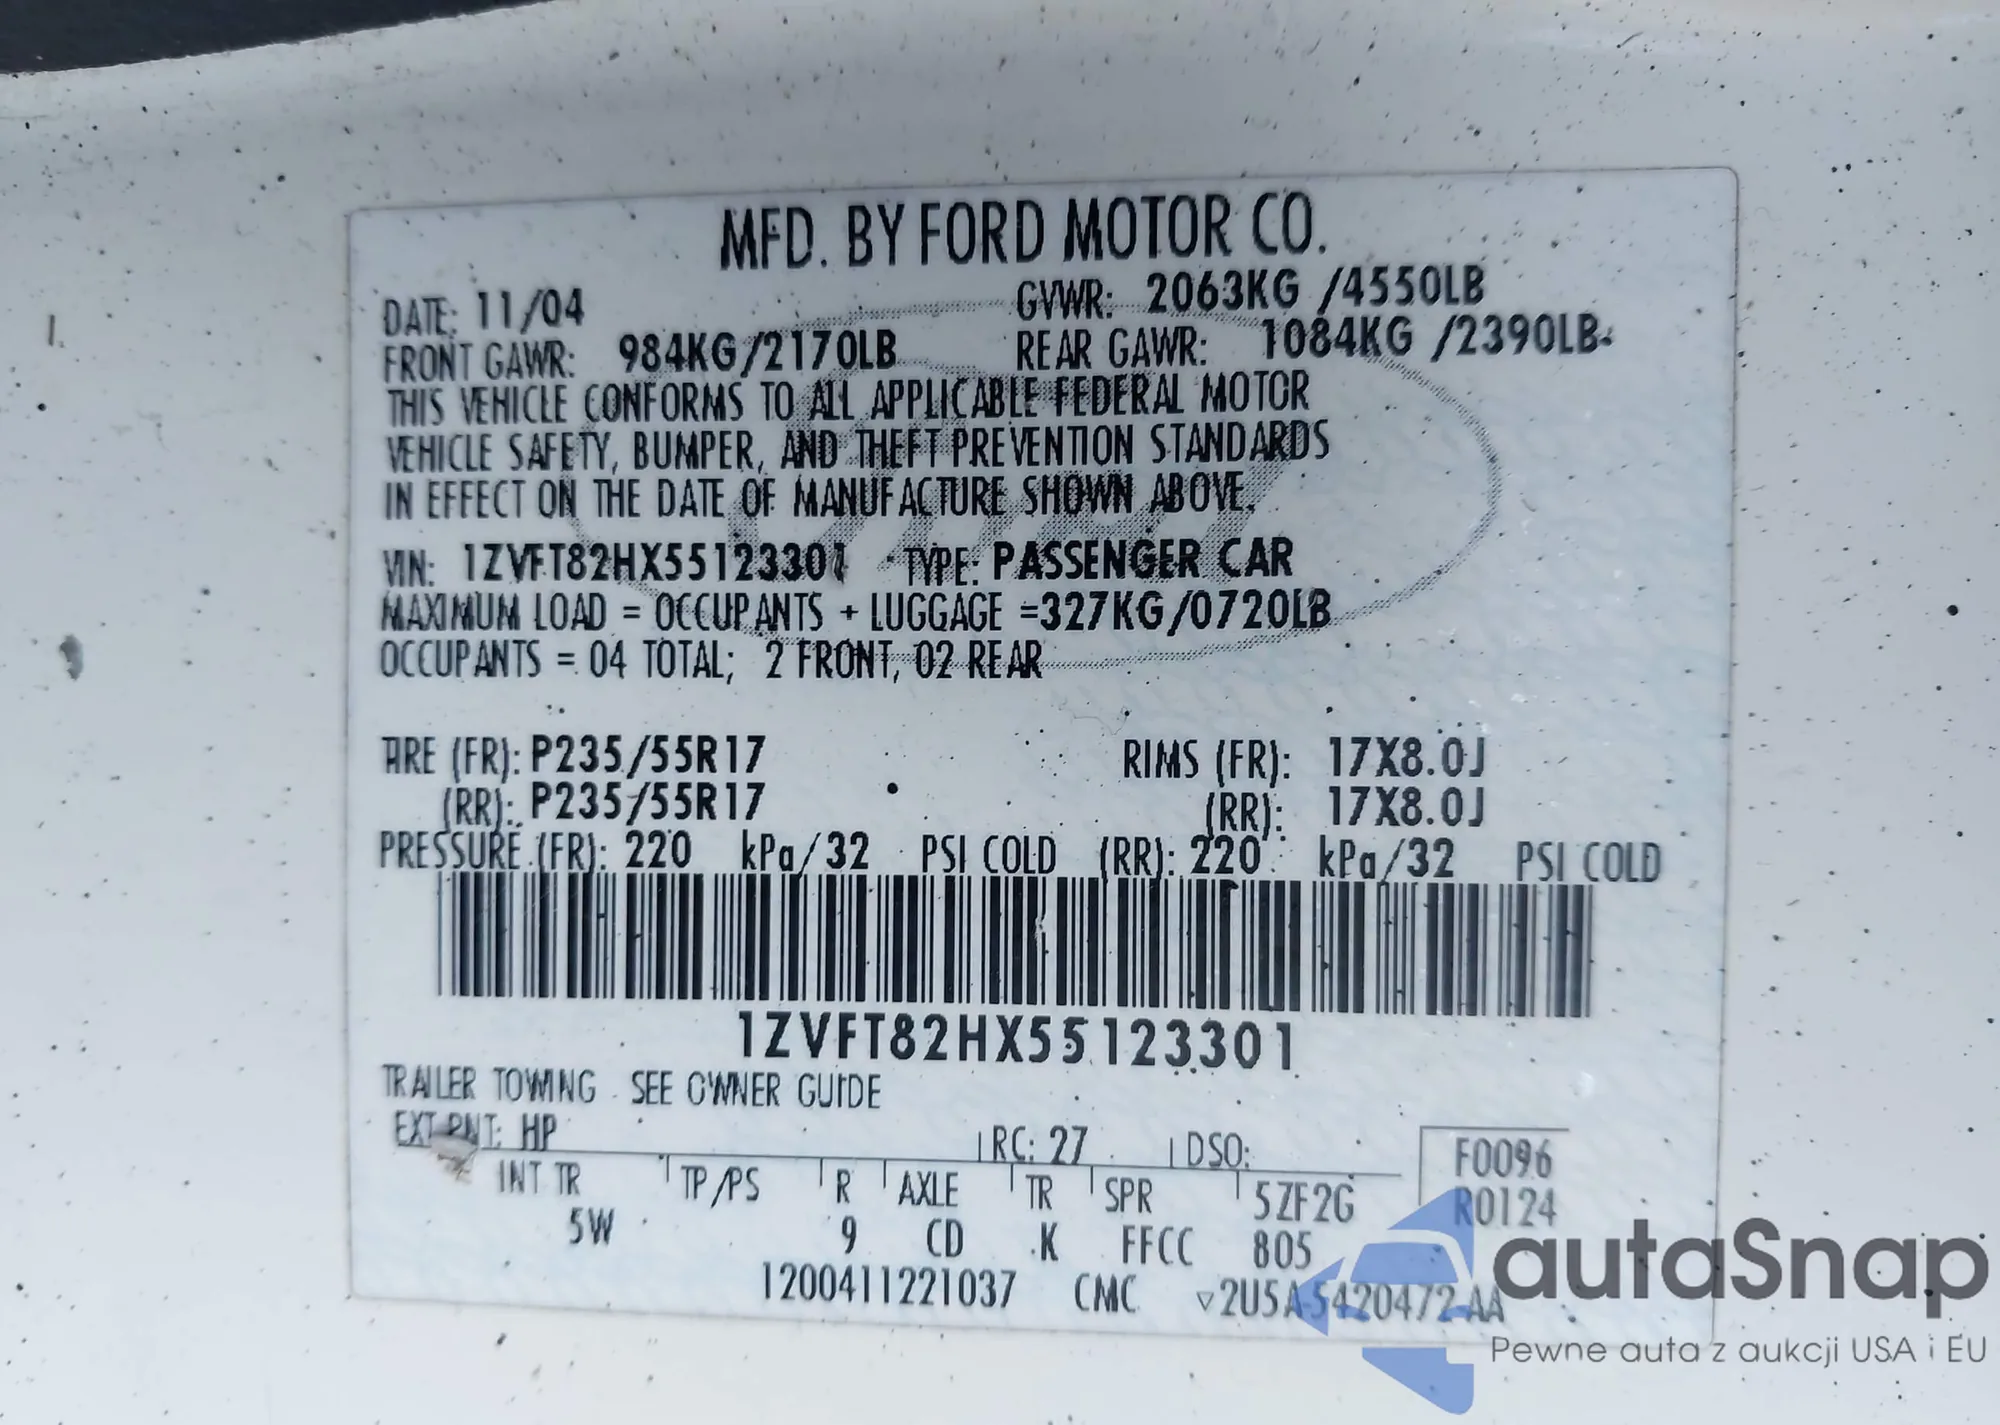 MFD. BY FORD MOTOR CO.
DATE: 11/04 GVWR: 2063KG /4550LB
FRONT GAWR: 984KG/2170LB REAR GAWR: 1084KG /2390LB
THIS VEHICLE CONFORMS TO ALL APPLICABLE FEDERAL MOTOR
VEHICLE SAFETY, BUMPER, AND THEFT PREVENTION STANDARDS
IN EFFECT ON THE DATE OF MANUFACTURE SHOWN ABOVE.
VIN: 1ZVFT82HX55123301 TYPE: PASSENGER CAR
MAXIMUM LOAD = OCCUPANTS + LUGGAGE =327KG/0720LB
OCCUPANTS = 04 TOTAL; 2 FRONT, 02 REAR
TIRE (FR): P235/55R17 RIMS (FR): 17X8.0J
(RR): P235/55R17 (RR): 17X8.0J
PRESSURE (FR): 220 kPa/32 PSI COLD (RR): 220 kPa/32 PSI COLD
1ZVFT82HX55123301
TRAILER TOWING - SEE OWNER GUIDE
EXT PNT: HP RC: 27 DSO: F0096
INT TR TP/PS R AXLE TR SPR 5ZF2G R0124
5W 9 CD K FFCC 805
1200411221037 CMC ▿2U5A-5420472-AA
autaSnap
Pewne auta z aukcji USA i EU